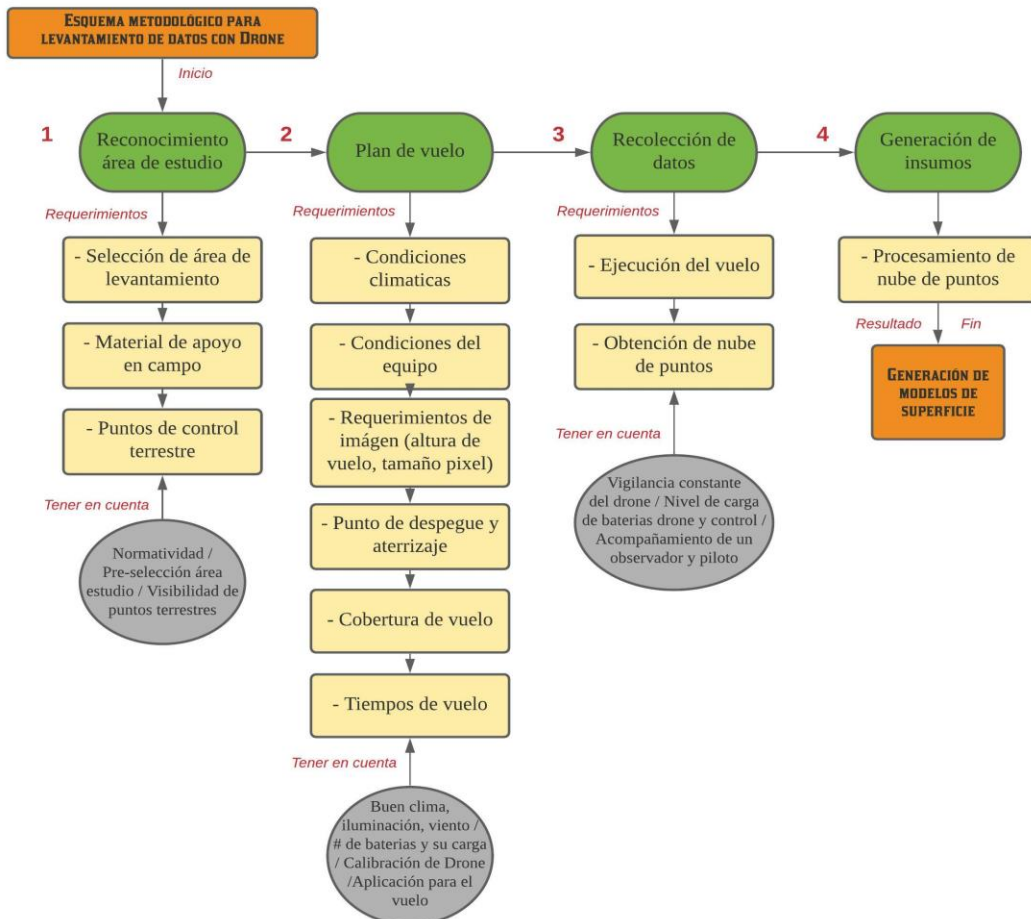 ESQUEMA METODOLÓGICO PARA
LEVANTAMIENTO DE DATOS CON DRONE
Inicio
1
Reconocimiento
área de estudio
2
Plan de vuelo
3
Recolección de
datos
4
Generación de
insumos
Requerimientos
- Selección de área de
levantamiento
- Material de apoyo
en campo
- Puntos de control
terrestre
Tener en cuenta
Normatividad /
Pre-selección área
estudio / Visibilidad de
puntos terrestres
Requerimientos
- Condiciones
climaticas
- Condiciones del
equipo
- Requerimientos de
imágen (altura de
vuelo, tamaño pixel)
- Punto de despegue y
aterrizaje
- Cobertura de vuelo
- Tiempos de vuelo
Tener en cuenta
Buen clima,
iluminación, viento /
# de baterias y su carga
/ Calibración de Drone
/Aplicación para el
vuelo
Requerimientos
- Ejecución del vuelo
- Obtención de nube
de puntos
Tener en cuenta
Vigilancia constante
del drone / Nivel de carga
de baterias drone y control /
Acompañamiento de un
observador y piloto
- Procesamiento de
nube de puntos
Resultado Fin
GENERACIÓN DE
MODELOS DE
SUPERFICIE